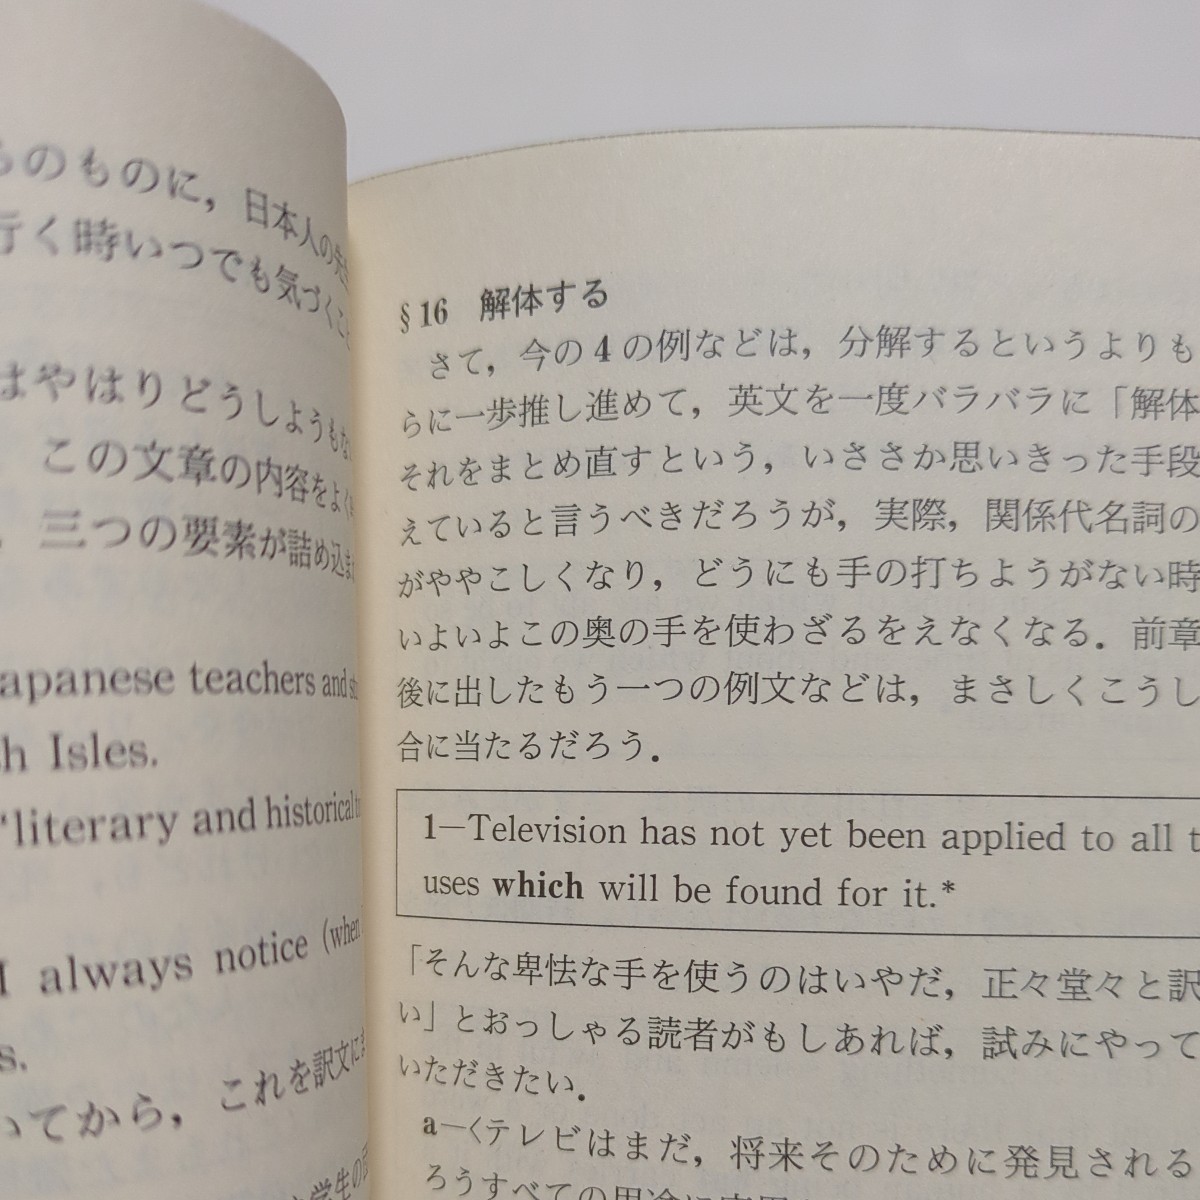 らのものに，日本人の先生
行く時いつでも気づくこと
はやはりどうしようもな
この文章の内容をよく
三つの要素が詰め込ま
apanese teachers and st
h Isles.
“literary and historical
I always notice (when
s.
いてから，これを訳文にま
学生の
§16 解体する
さて，今の4の例などは，分解するというよりも
らに一歩推し進めて，英文を一度バラバラに「解体
それをまとめ直すという，いささか思いきった手段
えていると言うべきだろうが，実際，関係代名詞の
がややこしくなり，どうにも手の打ちようがない時
いよいよこの奥の手を使わざるをえなくなる．前章
後に出したもう一つの例文などは，まさしくこうし
合に当たるだろう．
1—Television has not yet been applied to all t
uses which will be found for it.*
「そんな卑怯な手を使うのはいやだ，正々堂々と訳
い」とおっしゃる読者がもしあれば，試みにやって
いただきたい．
a—〈テレビはまだ，将来そのために発見される
ろうすべての用途に